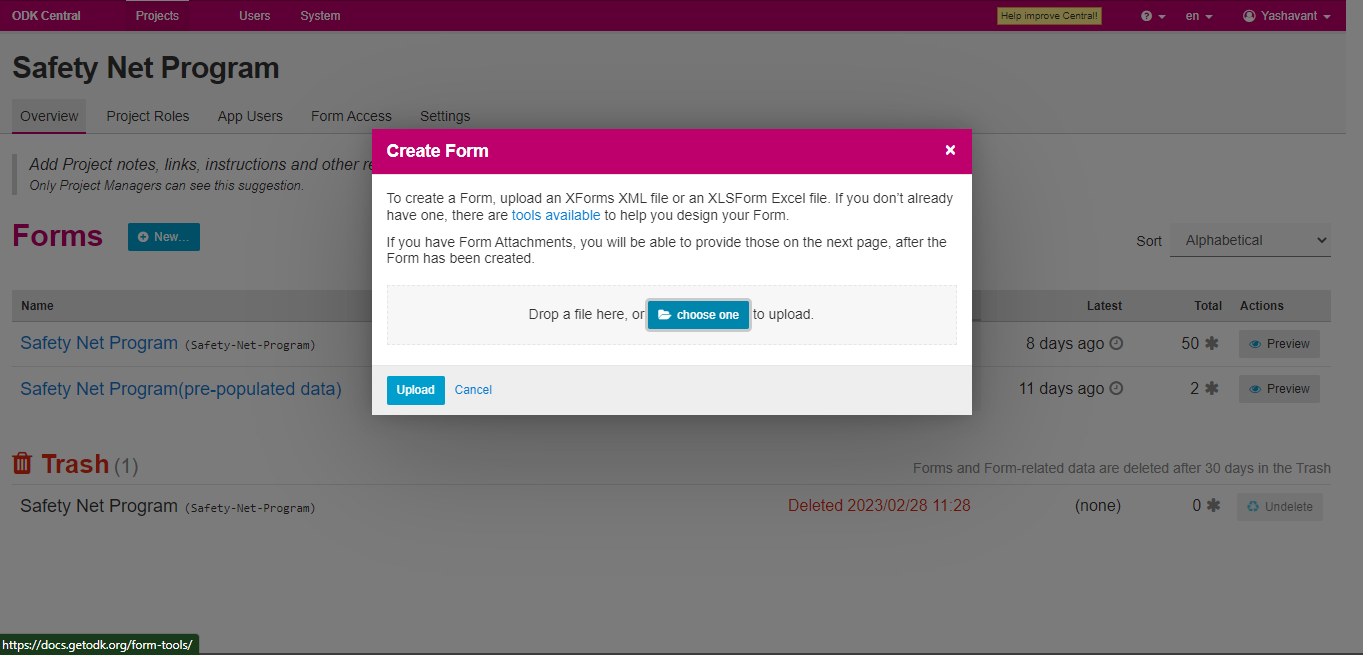 ODK Central Projects Users System Help improve Central! en Yashavant
Safety Net Program
Overview Project Roles App Users Form Access Settings
Add Project notes, links, instructions and other re
Only Project Managers can see this suggestion.
Forms New...
Sort Alphabetical
Create Form ×
To create a Form, upload an XForms XML file or an XLSForm Excel file. If you don’t already
have one, there are tools available to help you design your Form.
If you have Form Attachments, you will be able to provide those on the next page, after the
Form has been created.
Drop a file here, or choose one to upload.
Upload Cancel
Name Latest Total Actions
Safety Net Program (Safety-Net-Program) 8 days ago 50 Preview
Safety Net Program(pre-populated data) 11 days ago 2 Preview
Trash (1) Forms and Form-related data are deleted after 30 days in the Trash
Safety Net Program (Safety-Net-Program) Deleted 2023/02/28 11:28 (none) 0 Undelete
https://docs.getodk.org/form-tools/